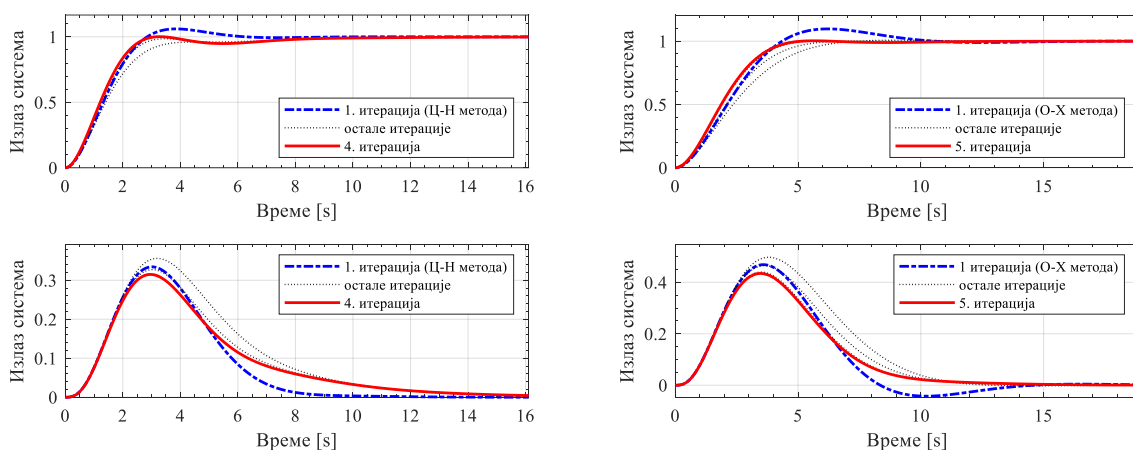 Излаз система
1
0.5
0
1. итерација (Ц-Н метода)
остале итерације
4. итерација
0 2 4 6 8 10 12 14 16
Време [s]
Излаз система
1
0.5
0
1. итерација (О-Х метода)
остале итерације
5. итерација
0 5 10 15
Време [s]
Излаз система
0.3
0.2
0.1
0
1. итерација (Ц-Н метода)
остале итерације
4. итерација
0 2 4 6 8 10 12 14 16
Време [s]
Излаз система
0.4
0.2
0
1 итерација (О-Х метода)
остале итерације
5. итерација
0 5 10 15
Време [s]